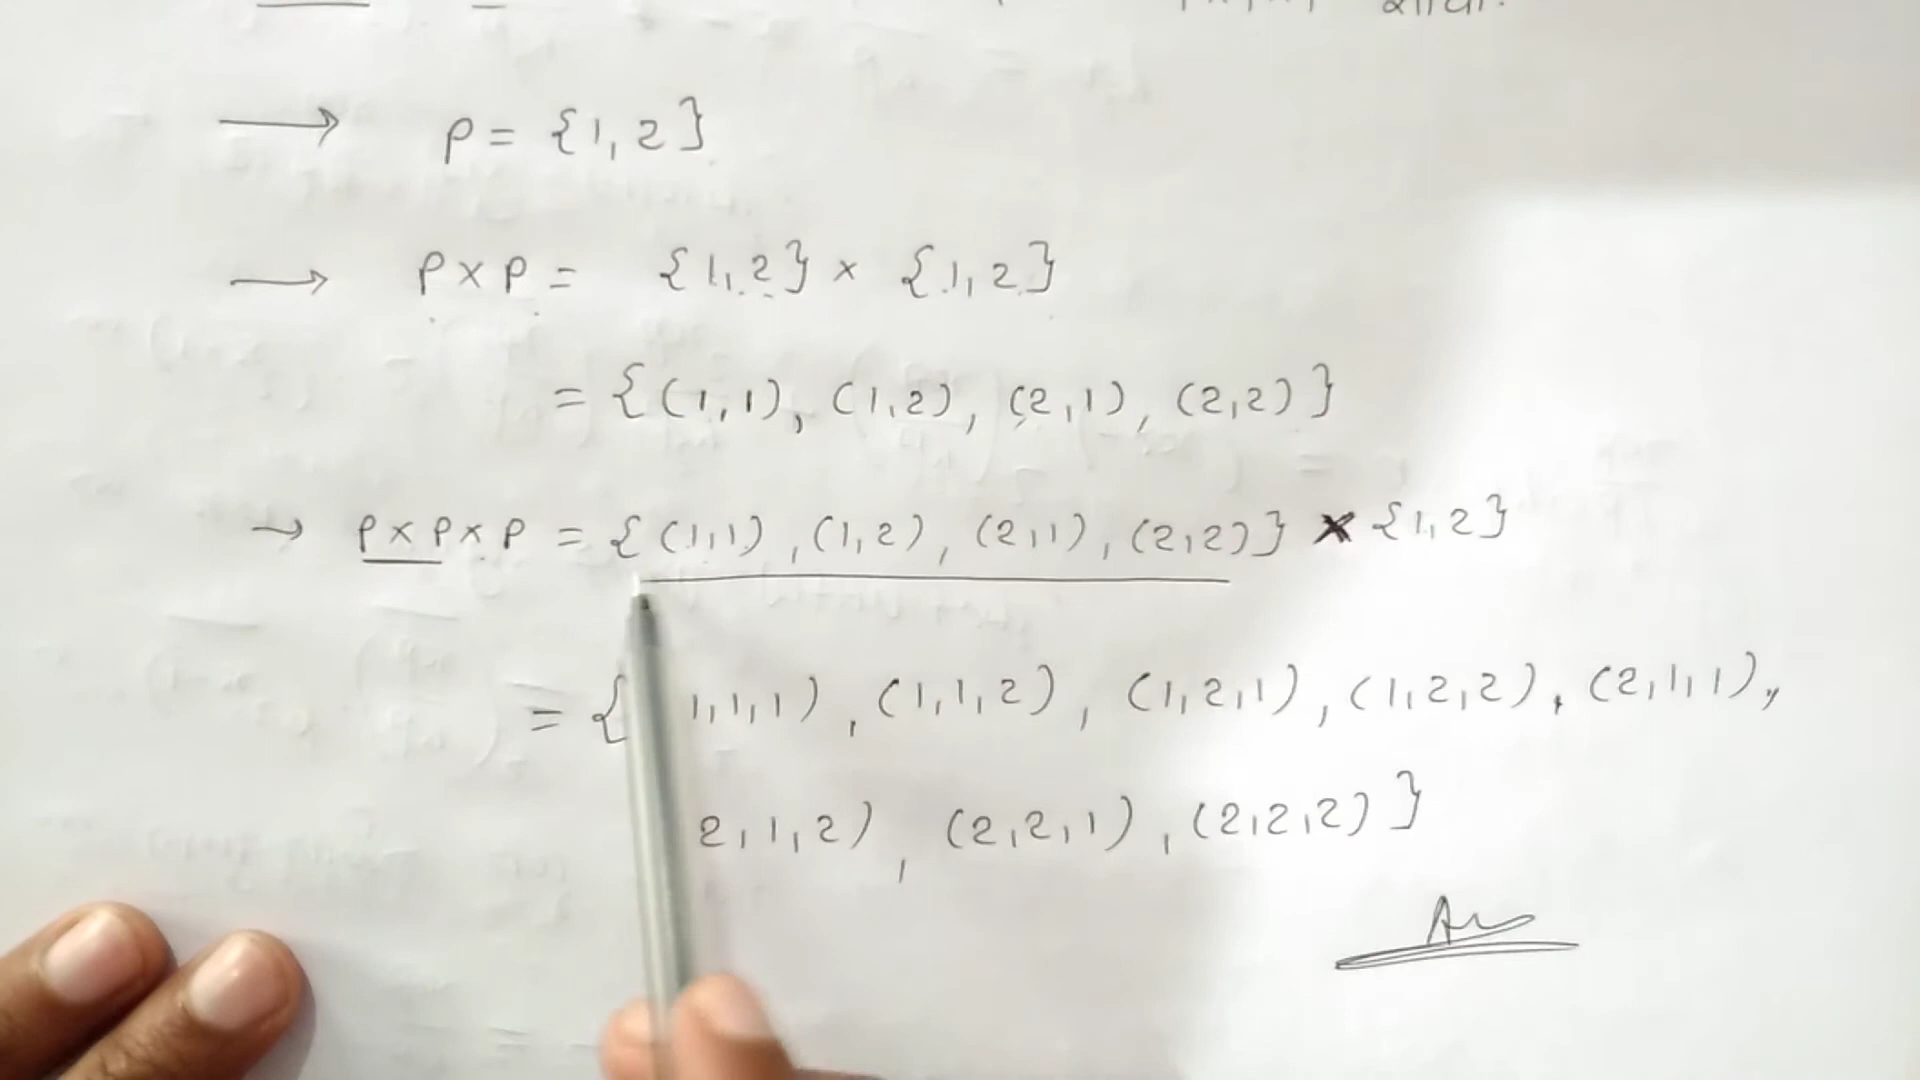 → P = {1, 2}
→ P × P = {1, 2} × {1, 2}
= {(1, 1), (1, 2), (2, 1), (2, 2)}
→ P × P × P = {(1, 1), (1, 2), (2, 1), (2, 2)} × {1, 2}
= { 1, 1, 1), (1, 1, 2), (1, 2, 1), (1, 2, 2), (2, 1, 1),
2, 1, 2), (2, 2, 1), (2, 2, 2)}